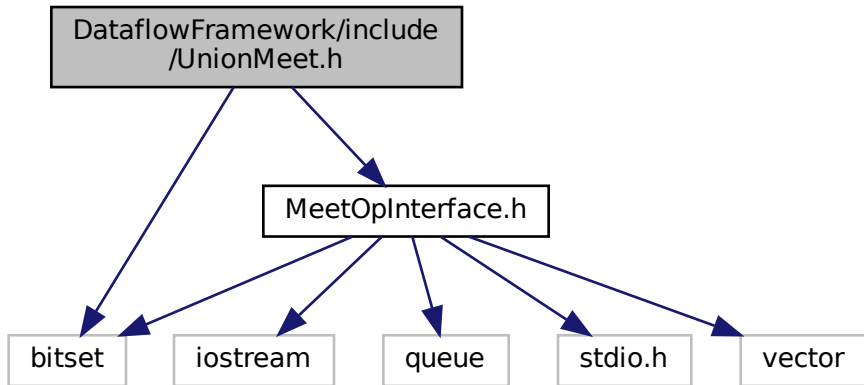 DataflowFramework/include
/UnionMeet.h
MeetOpInterface.h
bitset
iostream
queue
stdio.h
vector